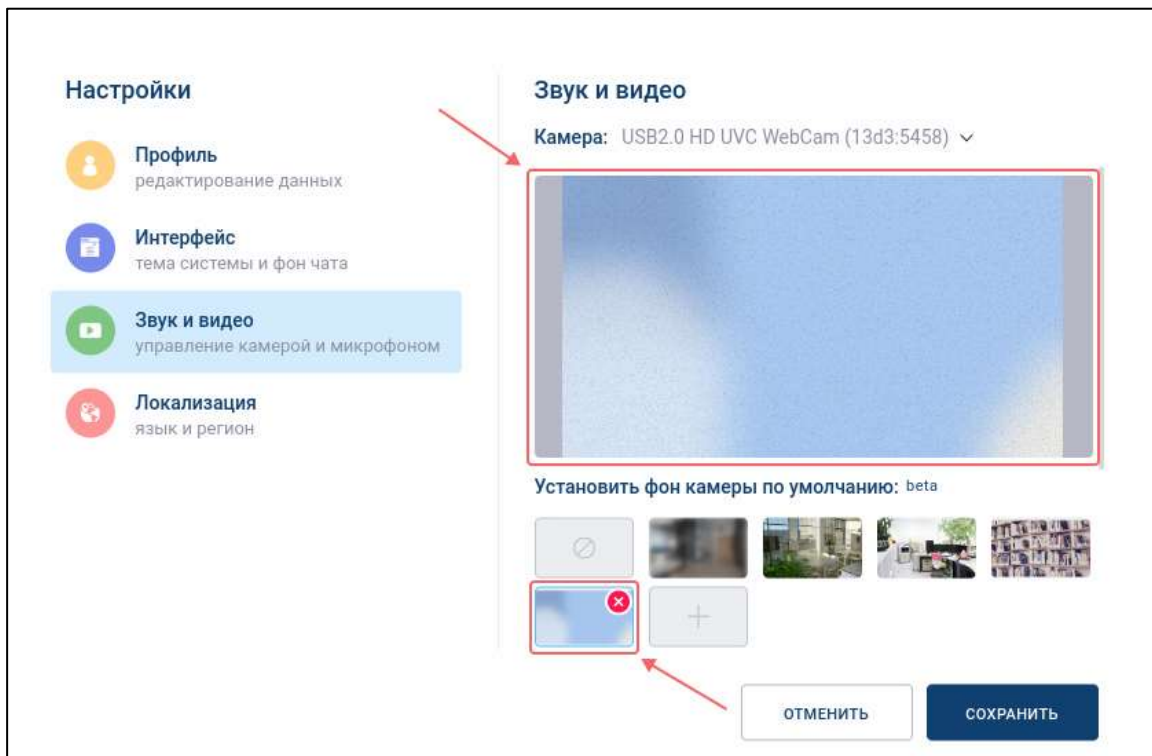 Настройки
Профиль
редактирование данных
Интерфейс
тема системы и фон чата
Звук и видео
управление камерой и микрофоном
Локализация
язык и регион
Звук и видео
Камера: USB2.0 HD UVC WebCam (13d3:5458)
Установить фон камеры по умолчанию: beta
ОТМЕНИТЬ
СОХРАНИТЬ